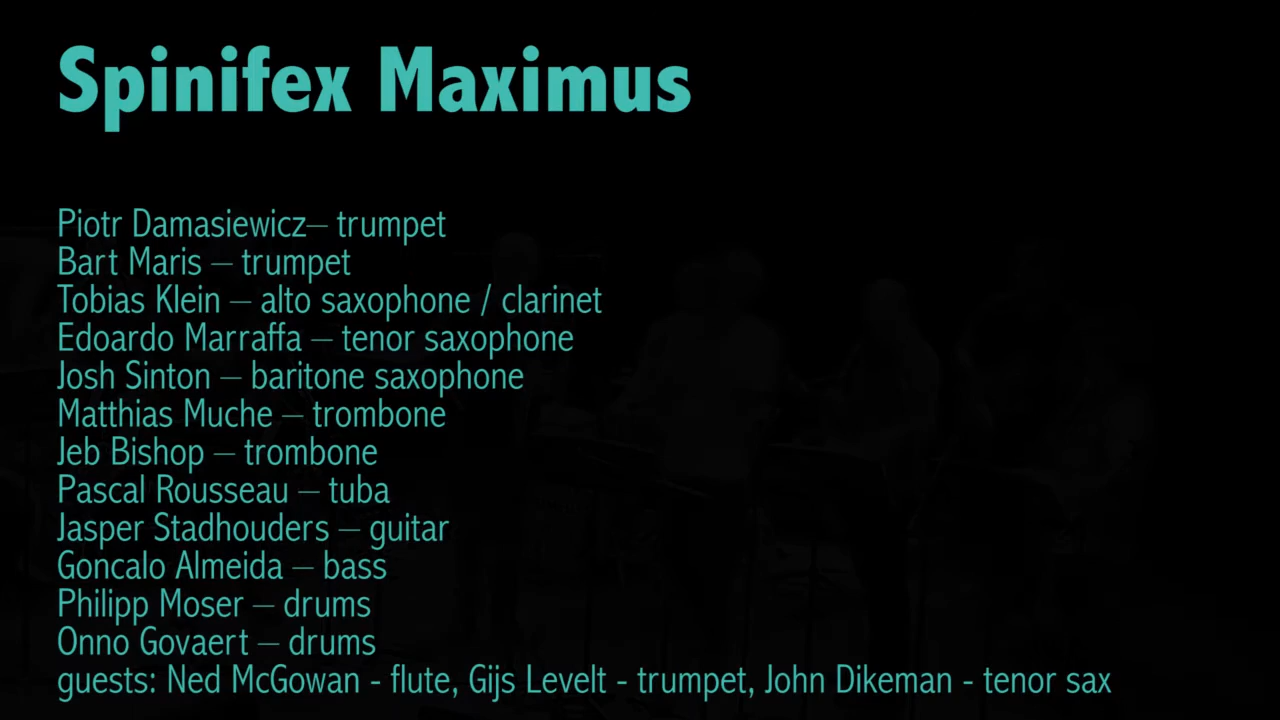 Spinifex Maximus
Piotr Damasiewicz– trumpet
Bart Maris – trumpet
Tobias Klein – alto saxophone / clarinet
Edoardo Marraffa – tenor saxophone
Josh Sinton – baritone saxophone
Matthias Muche – trombone
Jeb Bishop – trombone
Pascal Rousseau – tuba
Jasper Stadhouders – guitar
Goncalo Almeida – bass
Philipp Moser – drums
Onno Govaert – drums
guests: Ned McGowan - flute, Gijs Levelt - trumpet, John Dikeman - tenor sax